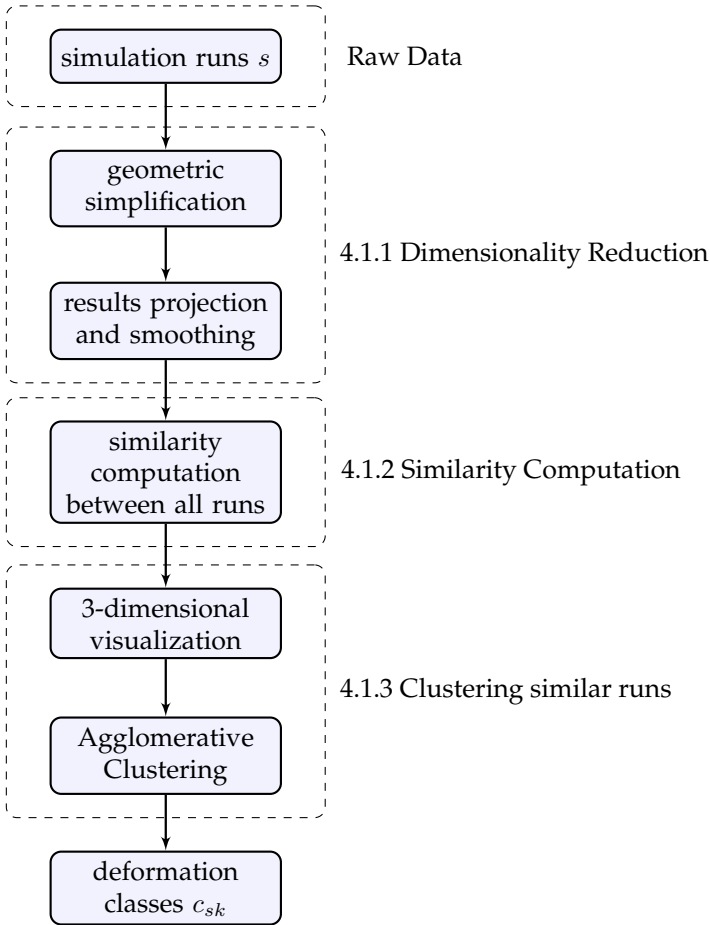 simulation runs s
Raw Data
geometric
simplification
4.1.1 Dimensionality Reduction
results projection
and smoothing
similarity
computation
between all runs
4.1.2 Similarity Computation
3-dimensional
visualization
4.1.3 Clustering similar runs
Agglomerative
Clustering
deformation
classes c_{sk}